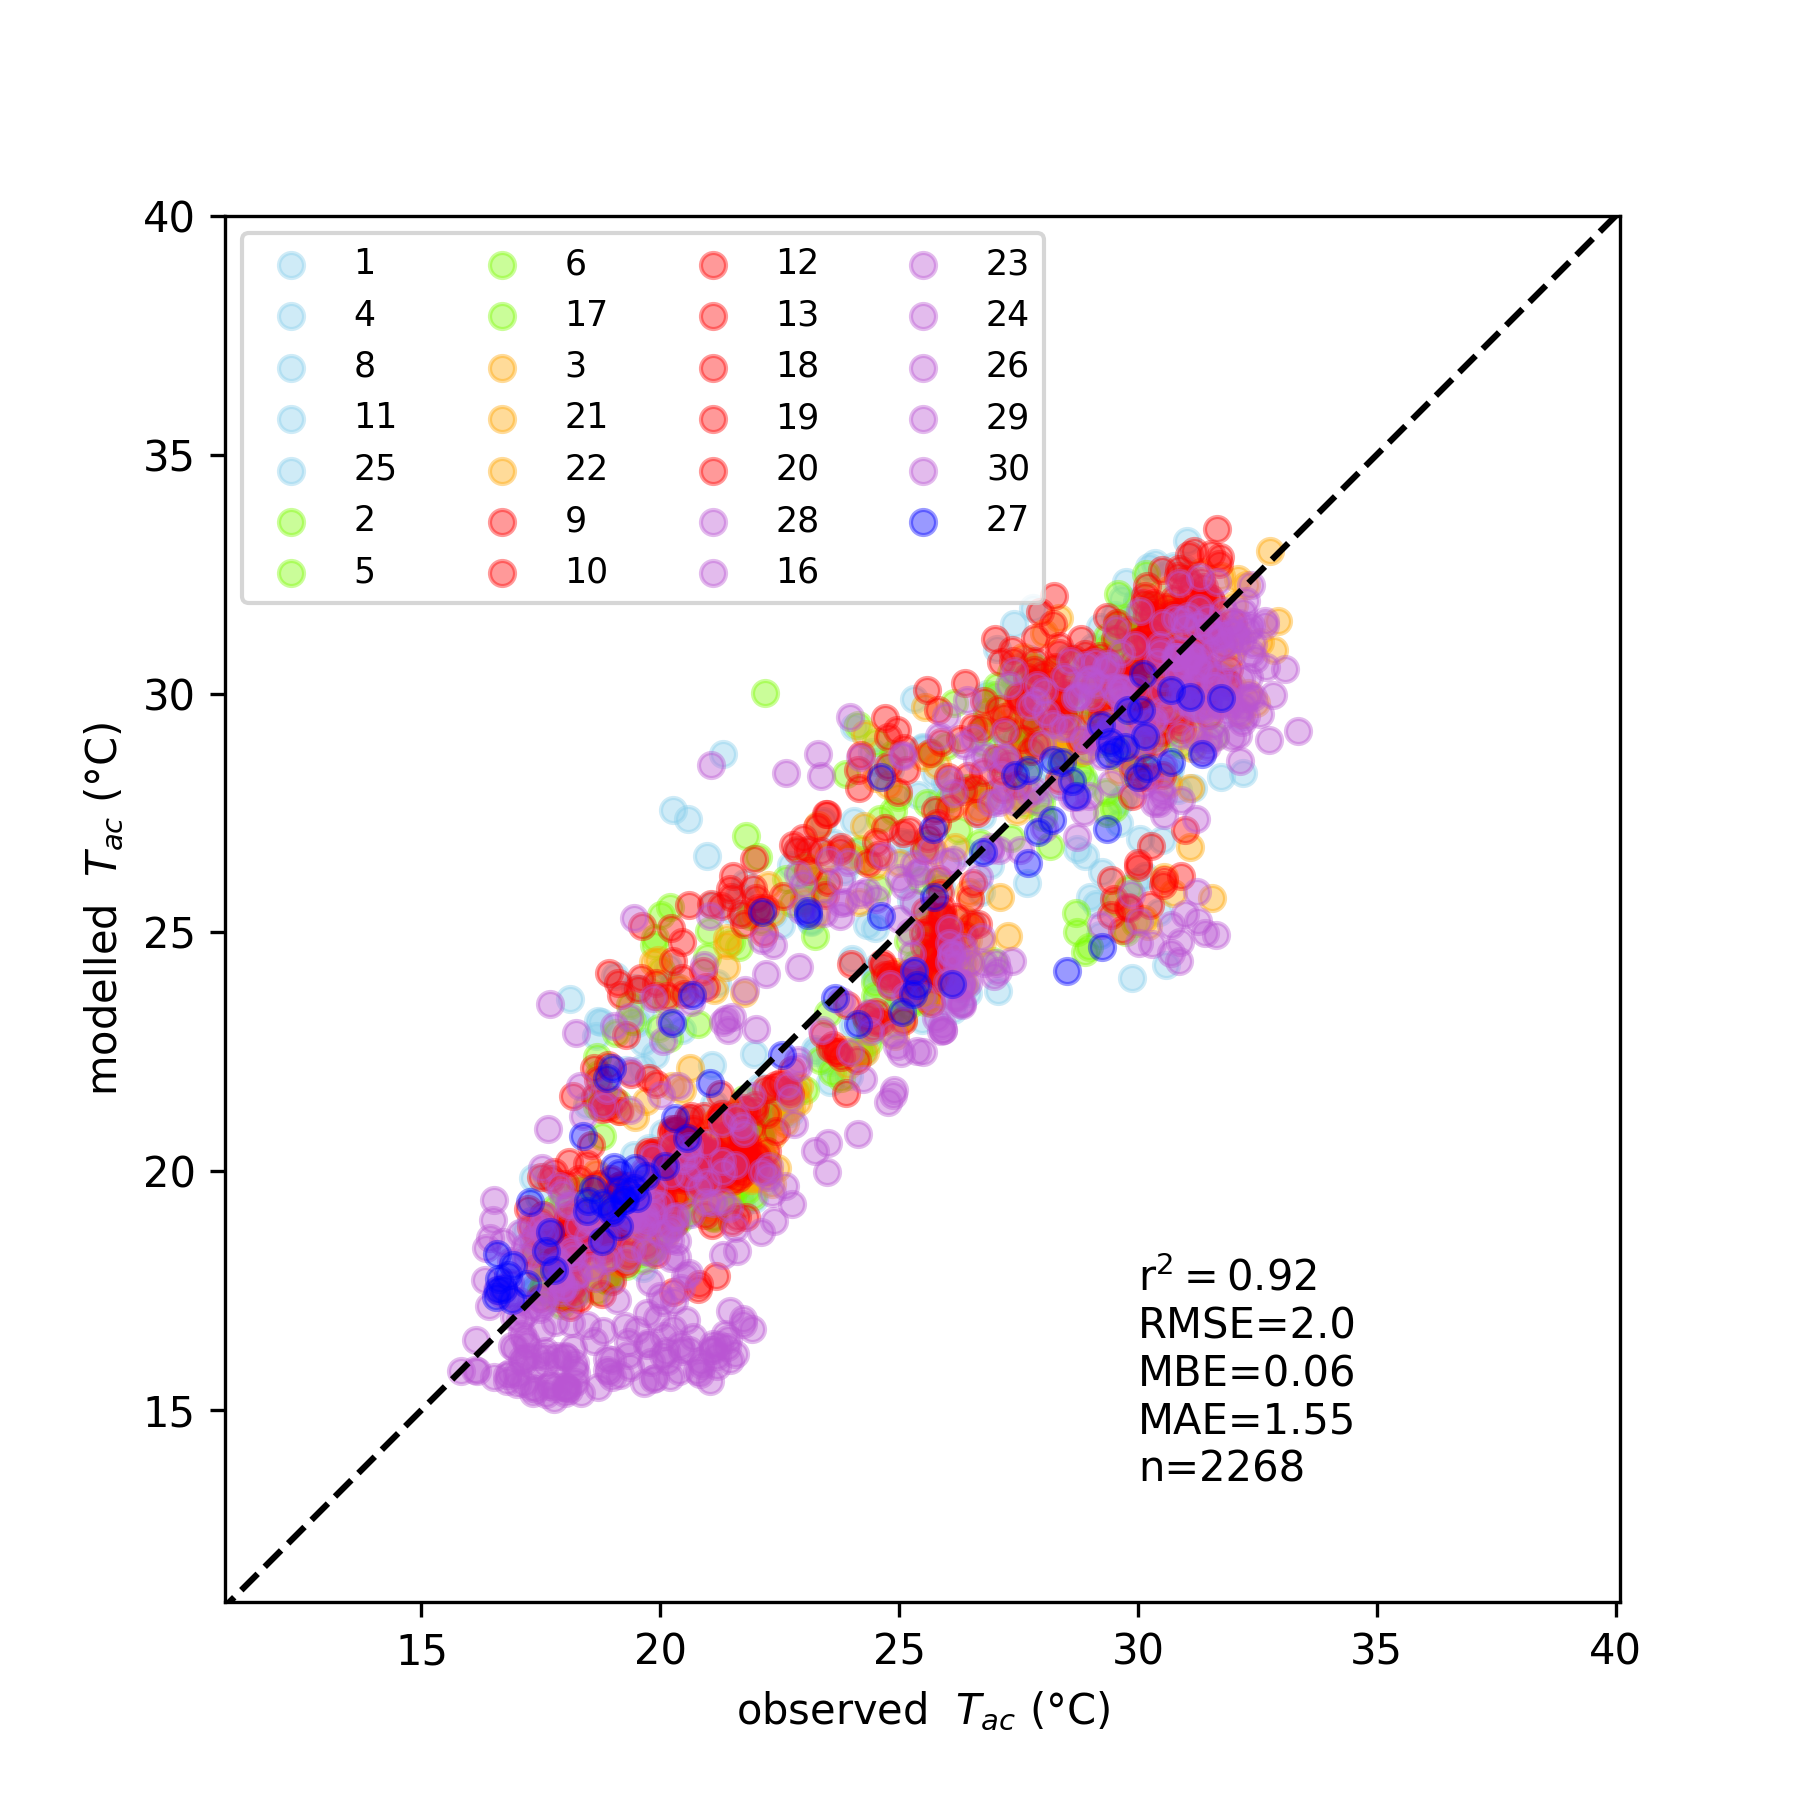 40
35
30
25
20
15
modelled T_ac (°C)
1 6 12 23
4 17 13 24
8 3 18 26
11 21 19 29
25 22 20 30
2 9 28 27
5 10 16
r² = 0.92
RMSE=2.0
MBE=0.06
MAE=1.55
n=2268
15 20 25 30 35 40
observed T_ac (°C)